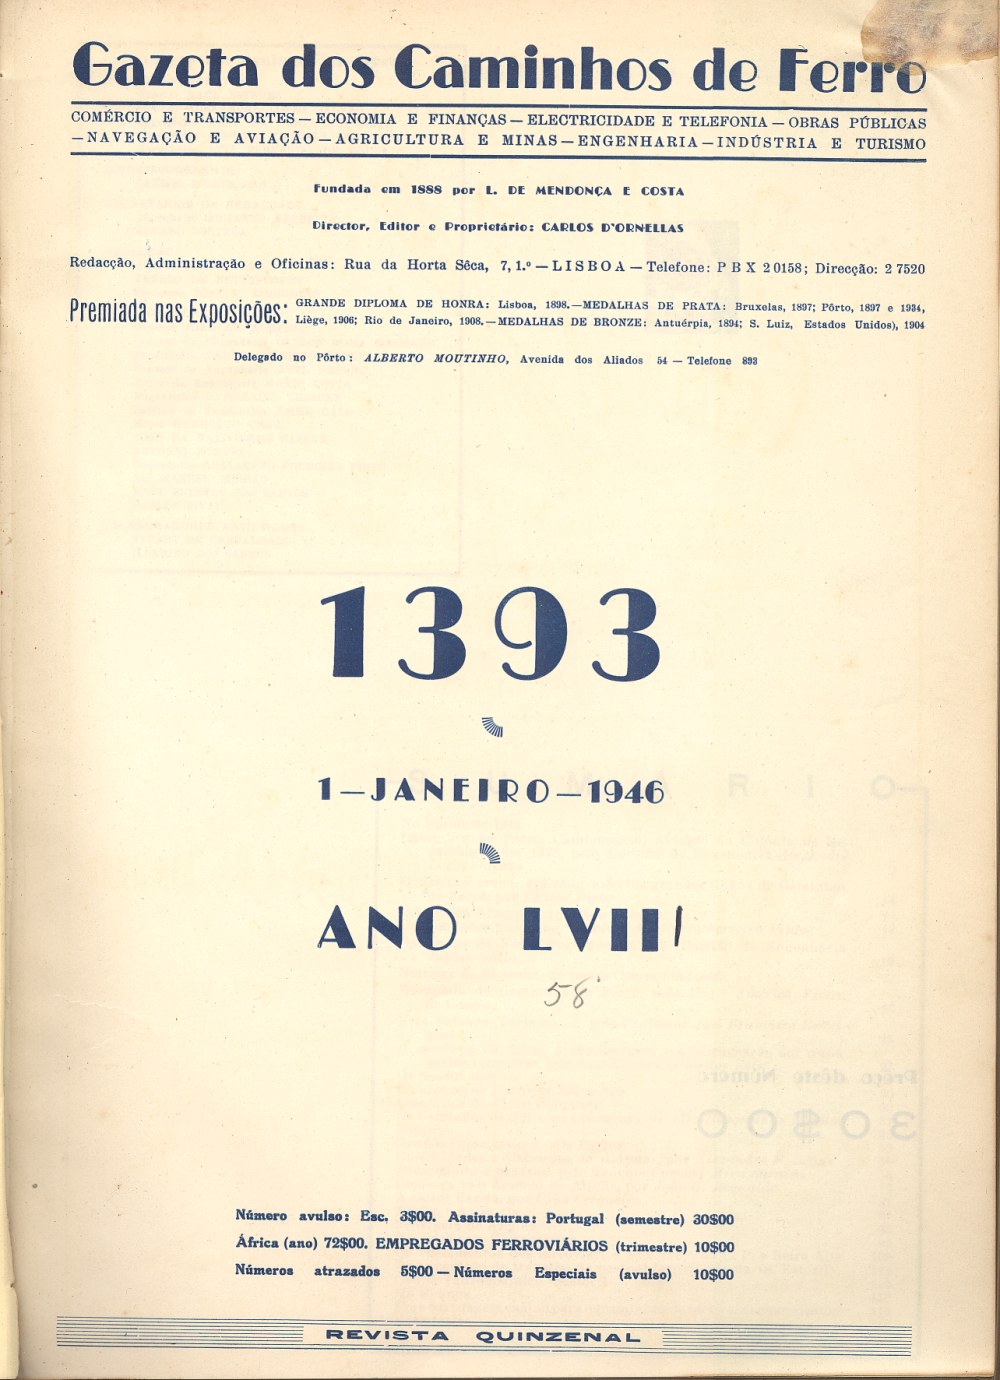 Gazeta dos Caminhos de Ferro
COMÉRCIO E TRANSPORTES — ECONOMIA E FINANÇAS — ELECTRICIDADE E TELEFONIA — OBRAS PÚBLICAS
— NAVEGAÇÃO E AVIAÇÃO — AGRICULTURA E MINAS — ENGENHARIA — INDÚSTRIA E TURISMO
Fundada em 1888 por L. DE MENDONÇA E COSTA
Director, Editor e Proprietário: CARLOS D'ORNELLAS
Redacção, Administração e Oficinas: Rua da Horta Sêca, 7, 1.º — LISBOA — Telefone: PBX 20158; Direcção: 27520
Premiada nas Exposições: GRANDE DIPLOMA DE HONRA: Lisboa, 1898. — MEDALHAS DE PRATA: Bruxelas, 1897; Pôrto, 1897 e 1934,
Liège, 1906; Rio de Janeiro, 1908. — MEDALHAS DE BRONZE: Antuérpia, 1894; S. Luiz, Estados Unidos), 1904
Delegado no Pôrto: ALBERTO MOUTINHO, Avenida dos Aliados 54 — Telefone 893
1393
1—JANEIRO—1946
ANO LVIII
58
Número avulso: Esc. 3$00. Assinaturas: Portugal (semestre) 30$00
África (ano) 72$00. EMPREGADOS FERROVIÁRIOS (trimestre) 10$00
Números atrazados 5$00 — Números Especiais (avulso) 10$00
REVISTA QUINZENAL